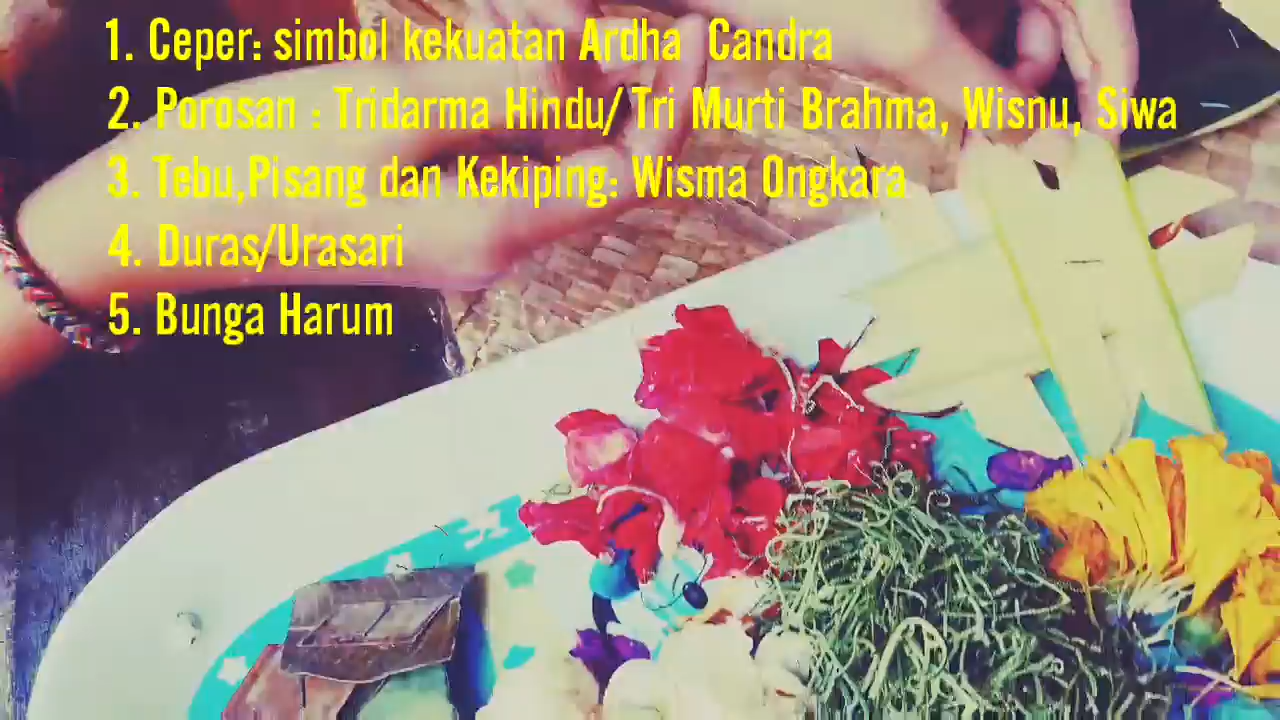 1. Ceper: simbol kekuatan Ardha Candra
2. Porosan : Tridarma Hindu/ Tri Murti Brahma, Wisnu, Siwa
3. Tebu,Pisang dan Kekiping: Wisma Ongkara
4. Duras/Urasari
5. Bunga Harum